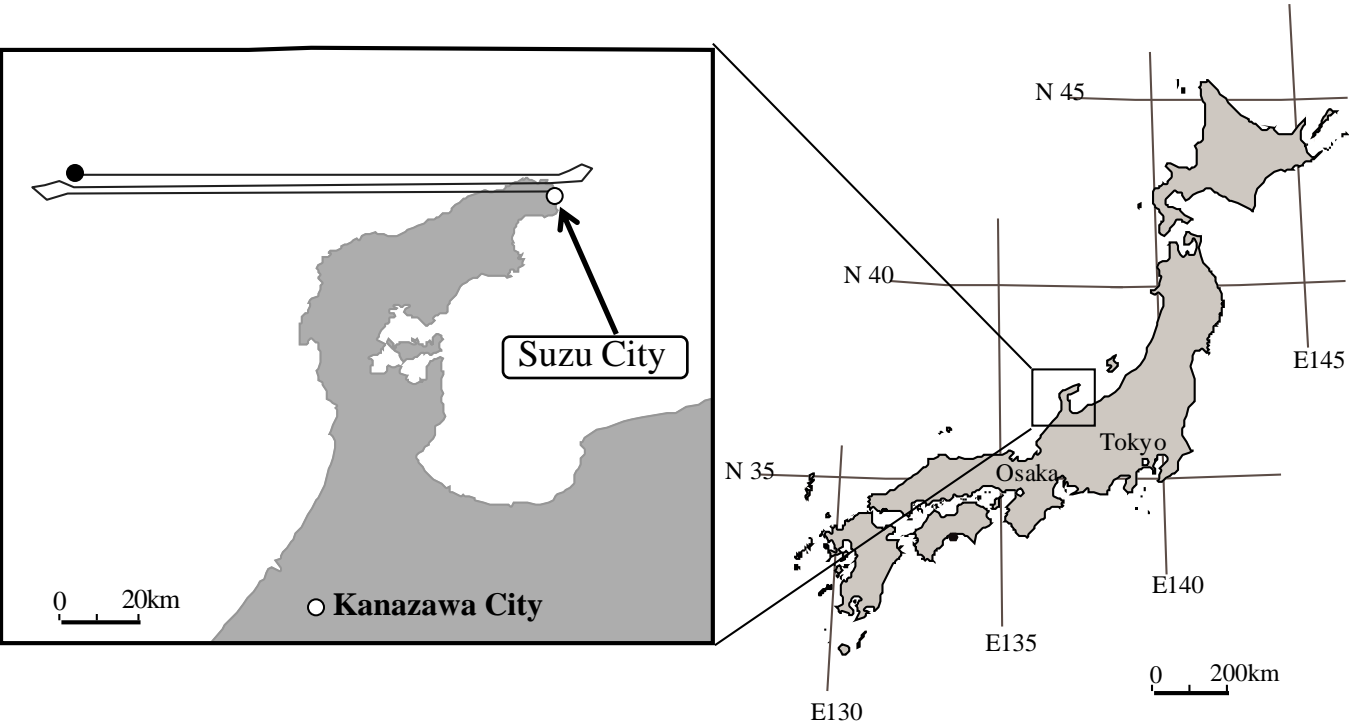 N 45
N 40
E145
Suzu City
Tokyo
N 35
Osaka
E140
0 20km
Kanazawa City
E135
0 200km
E130